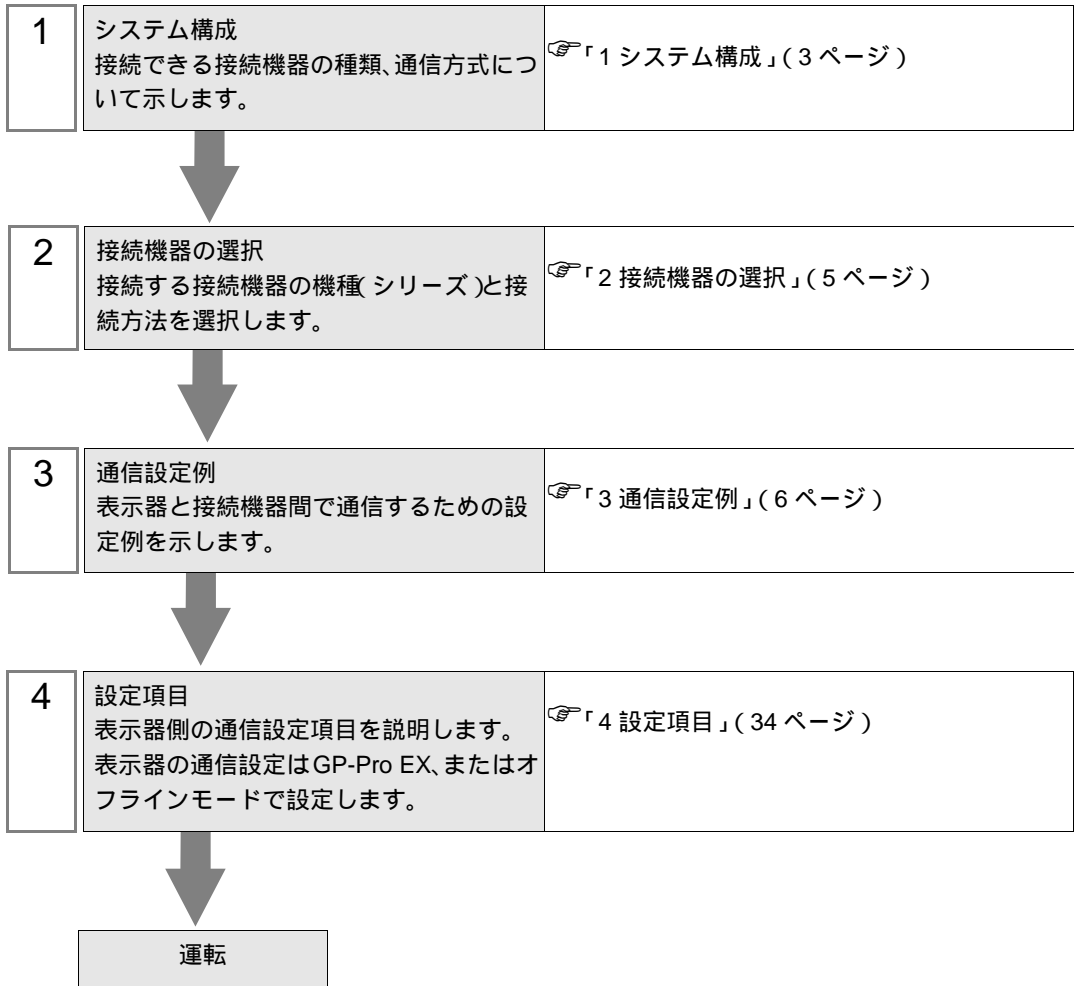 1
システム構成
接続できる接続機器の種類、通信方式につ
いて示します。
☞「1 システム構成」(3 ページ)
2
接続機器の選択
接続する接続機器の機種(シリーズ)と接
続方法を選択します。
☞「2 接続機器の選択」(5 ページ)
3
通信設定例
表示器と接続機器間で通信するための設
定例を示します。
☞「3 通信設定例」(6 ページ)
4
設定項目
表示器側の通信設定項目を説明します。
表示器の通信設定はGP-Pro EX、またはオ
フラインモードで設定します。
☞「4 設定項目」(34 ページ)
運転